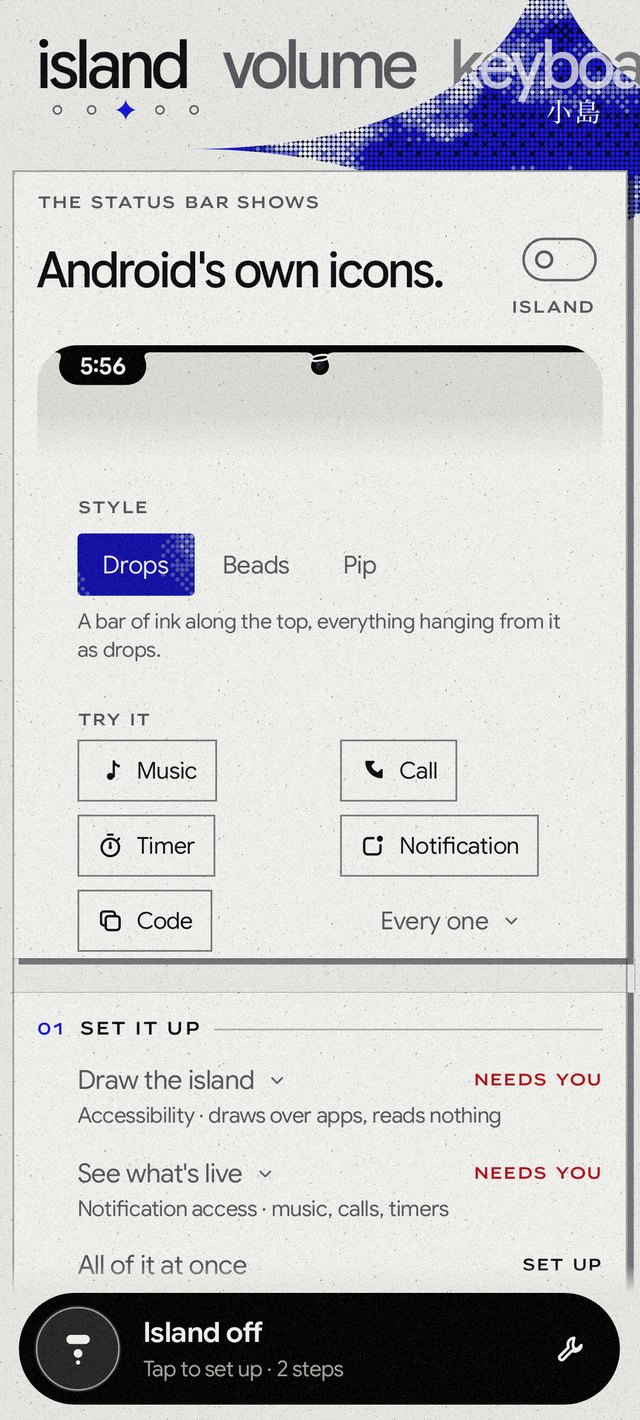 island volume keyboa
小島
THE STATUS BAR SHOWS
Android's own icons.
ISLAND
5:56
STYLE
Drops Beads Pip
A bar of ink along the top, everything hanging from it
as drops.
TRY IT
Music Call
Timer Notification
Code Every one
01 SET IT UP
Draw the island NEEDS YOU
Accessibility · draws over apps, reads nothing
See what's live NEEDS YOU
Notification access · music, calls, timers
All of it at once SET UP
Island off
Tap to set up · 2 steps